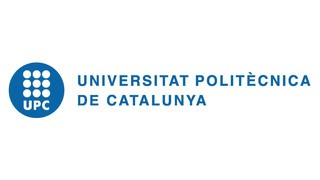 UPC
UNIVERSITAT POLITÈCNICA
DE CATALUNYA